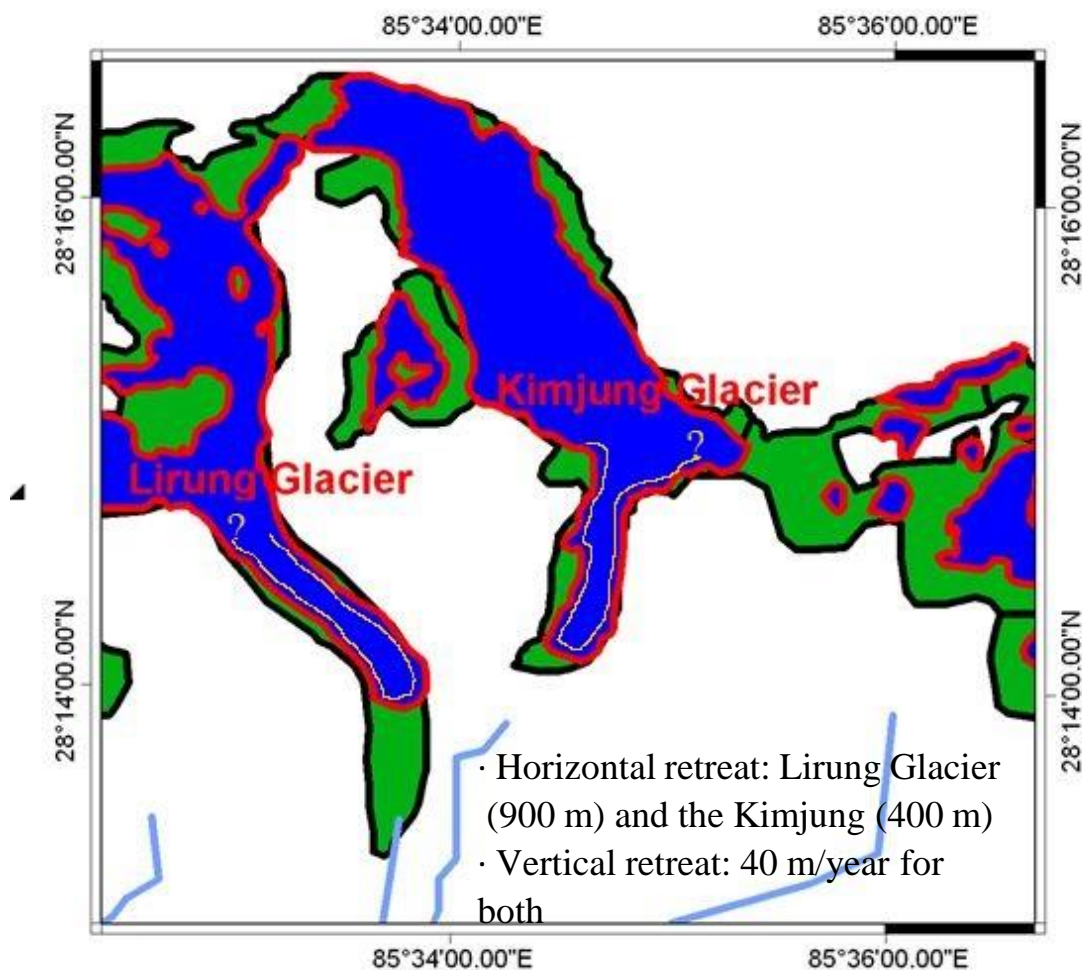 85°34'00.00"E 85°36'00.00"E
28°16'00.00"N
28°16'00.00"N
Kimjung Glacier
Lirung Glacier
?
?
28°14'00.00"N
28°14'00.00"N
· Horizontal retreat: Lirung Glacier
(900 m) and the Kimjung (400 m)
· Vertical retreat: 40 m/year for
both
85°34'00.00"E 85°36'00.00"E